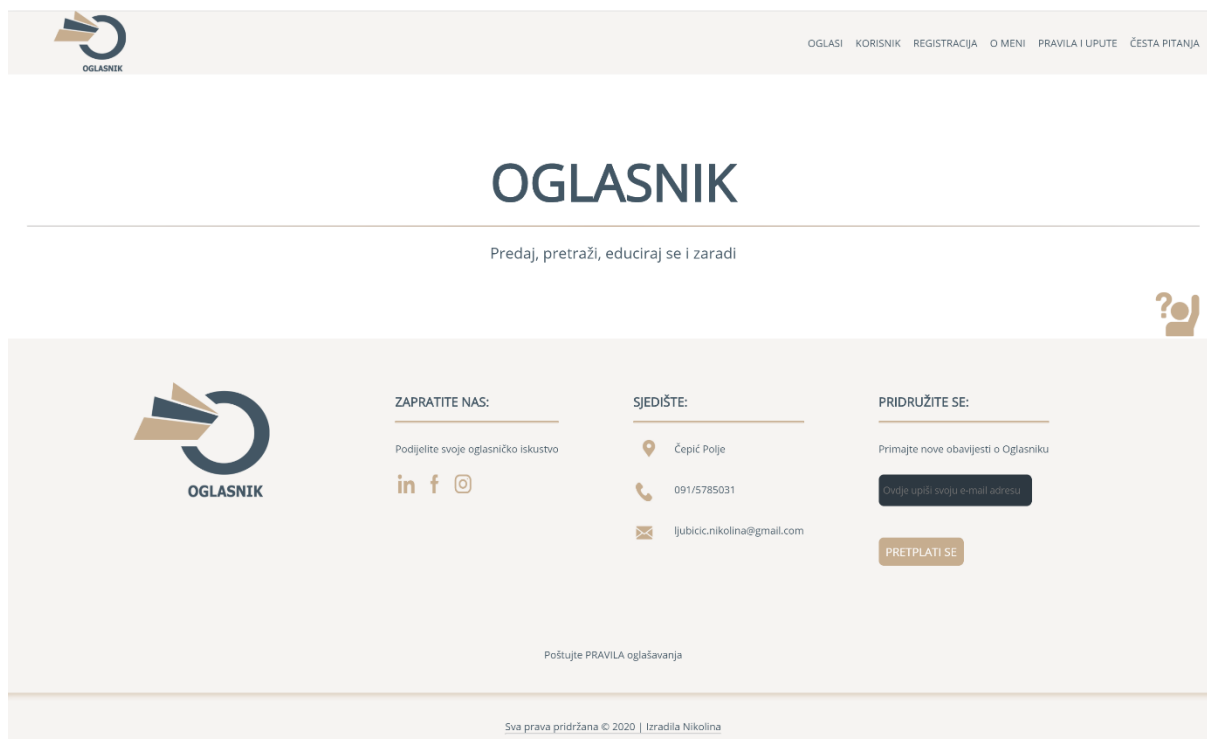 OGLASNIK
OGLASI KORISNIK REGISTRACIJA O MENI PRAVILA I UPUTE ČESTA PITANJA
OGLASNIK
Predaj, pretraži, educiraj se i zaradi
OGLASNIK
ZAPRATITE NAS:
Podijelite svoje oglasničko iskustvo
SJEDIŠTE:
Čepić Polje
091/5785031
ljubicic.nikolina@gmail.com
PRIDRUŽITE SE:
Primajte nove obavijesti o Oglasniku
Ovdje upiši svoju e-mail adresu
PRETPLATI SE
Poštujte PRAVILA oglašavanja
Sva prava pridržana © 2020 | Izradila Nikolina